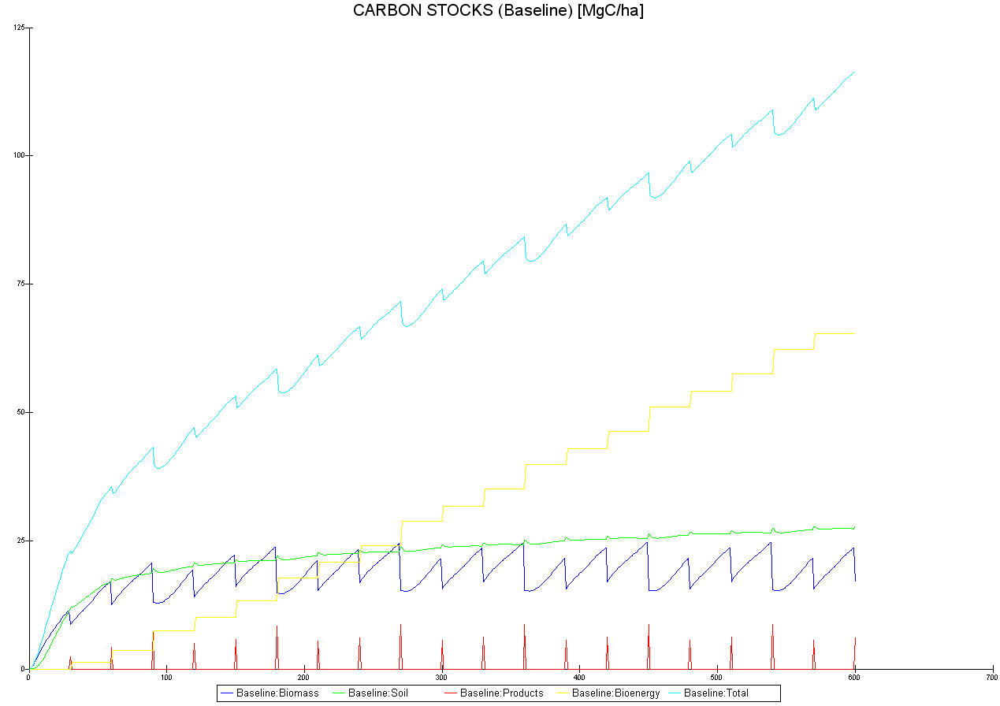 CARBON STOCKS (Baseline) [MgC/ha]
125
100
75
50
25
0
0 100 200 300 400 500 600 700
Baseline:Biomass Baseline:Soil Baseline:Products Baseline:Bioenergy Baseline:Total